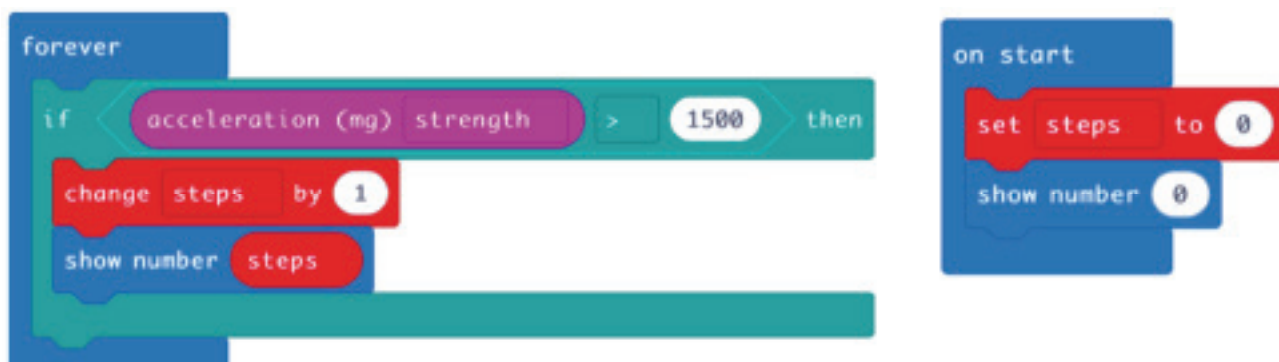 forever
if acceleration (mg) strength > 1500 then
change steps by 1
show number steps
on start
set steps to 0
show number 0